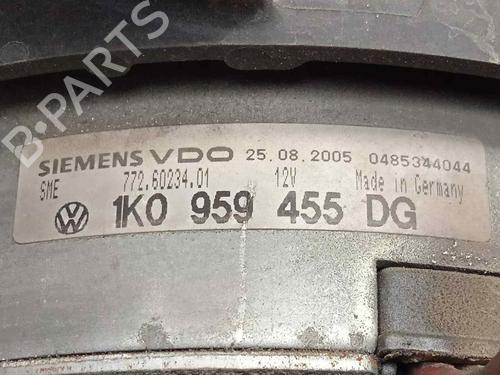 B-PARTS
SIEMENS VDO 25.08.2005 0485344044
SME 772.60234.01 12V Made in Germany
1K0 959 455 DG